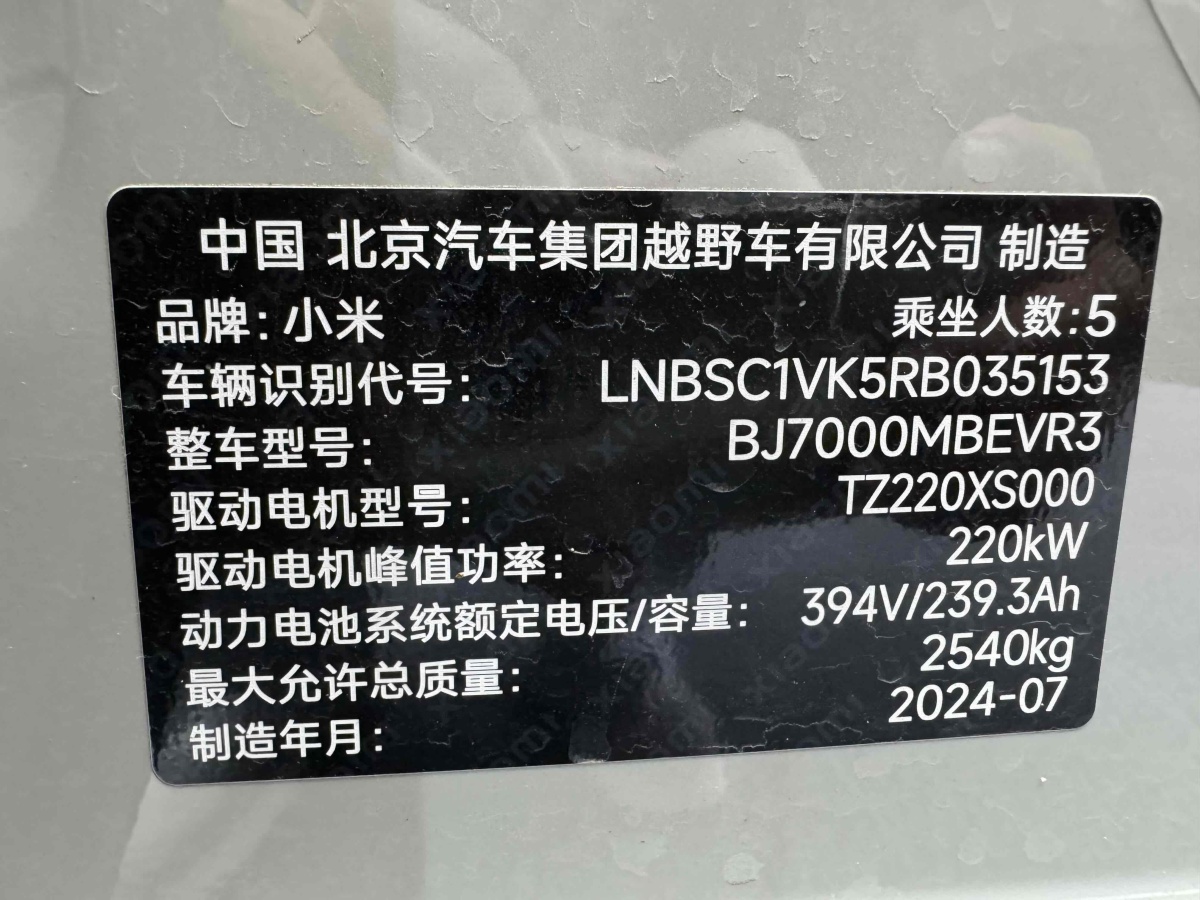 中国 北京汽车集团越野车有限公司 制造
品牌:小米 乘坐人数:5
车辆识别代号: LNBSC1VK5RB035153
整车型号: BJ7000MBEVR3
驱动电机型号: TZ220XS000
驱动电机峰值功率: 220kW
动力电池系统额定电压/容量: 394V/239.3Ah
最大允许总质量: 2540kg
制造年月: 2024-07